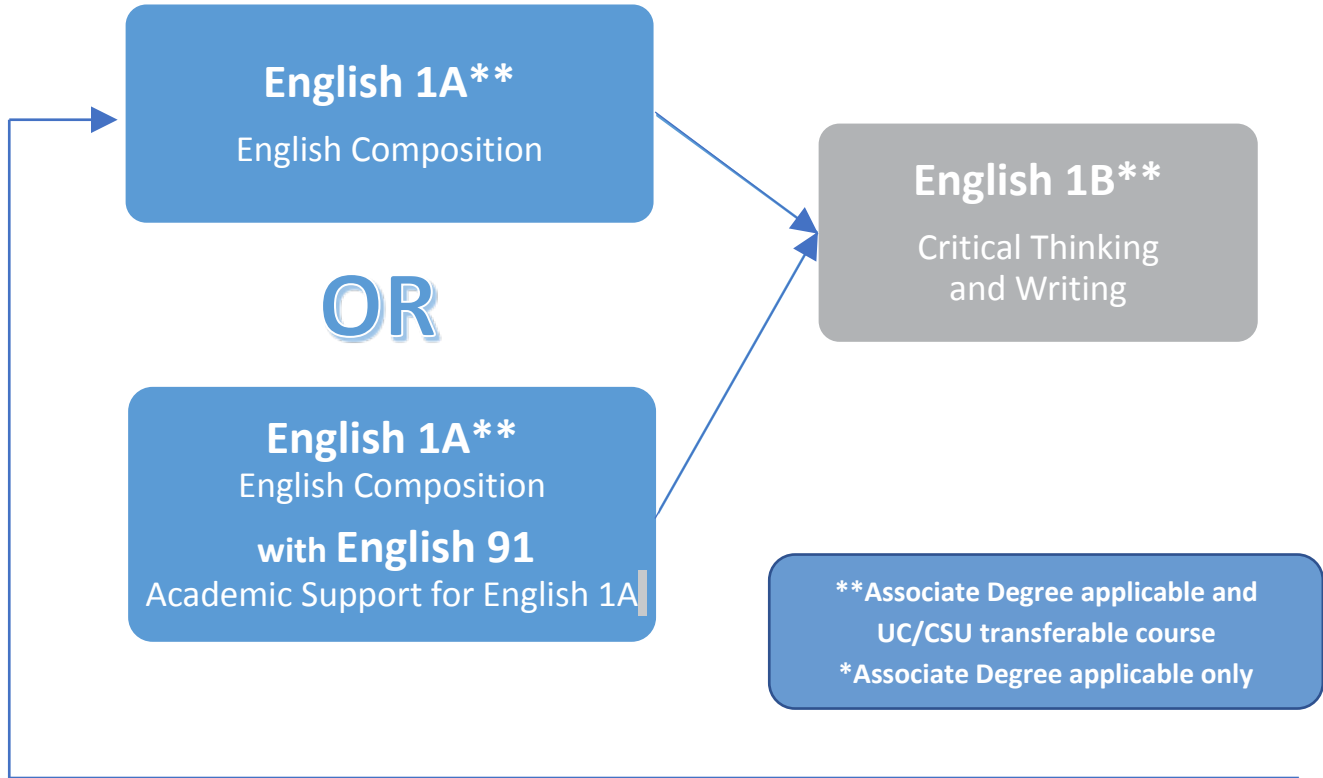 English 1A**
English Composition
OR
English 1A**
English Composition
with English 91
Academic Support for English 1A
English 1B**
Critical Thinking
and Writing
**Associate Degree applicable and
UC/CSU transferable course
*Associate Degree applicable only